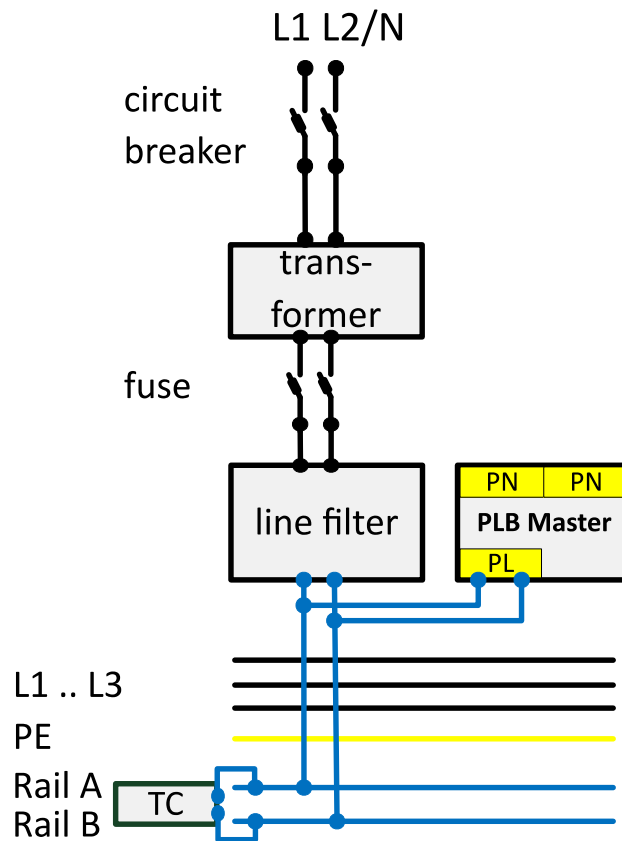 L1 L2/N
circuit
breaker
trans-
former
fuse
line filter
PN PN
PLB Master
PL
L1 .. L3
PE
Rail A
TC
Rail B